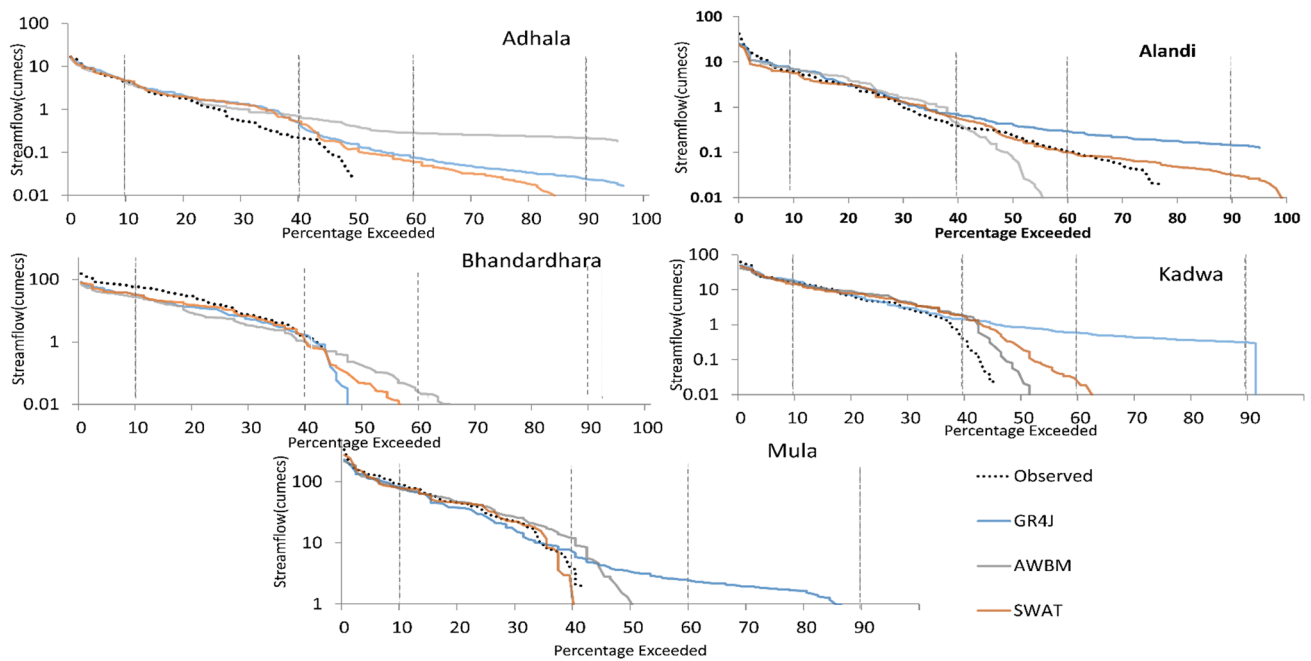 Adhala
Streamflow(cumecs)
100
10
1
0.1
0.01
0 10 20 30 40 50 60 70 80 90 100
Percentage Exceeded
Alandi
Streamflow(cumecs)
100
10
1
0.1
0.01
0 10 20 30 40 50 60 70 80 90 100
Percentage Exceeded
Bhandardhara
Streamflow(cumecs)
100
1
0.01
0 10 20 30 40 50 60 70 80 90 100
Percentage Exceeded
Kadwa
Streamflow(cumecs)
100
10
1
0.1
0.01
0 10 20 30 40 50 60 70 80 90
Percentage Exceeded
Mula
Streamflow(cumecs)
100
10
1
0 10 20 30 40 50 60 70 80 90
Percentage Exceeded
Observed
GR4J
AWBM
SWAT